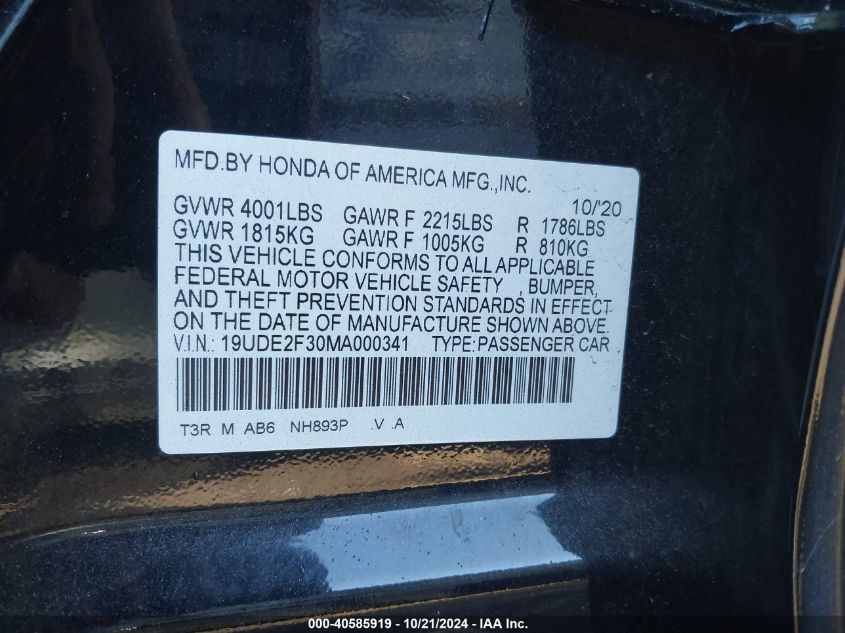 MFD.BY HONDA OF AMERICA MFG.,INC.
10/'20
GVWR 4001LBS GAWR F 2215LBS R 1786LBS
GVWR 1815KG GAWR F 1005KG R 810KG
THIS VEHICLE CONFORMS TO ALL APPLICABLE
FEDERAL MOTOR VEHICLE SAFETY , BUMPER,
AND THEFT PREVENTION STANDARDS IN EFFECT
ON THE DATE OF MANUFACTURE SHOWN ABOVE.
V.I.N.: 19UDE2F30MA000341 TYPE:PASSENGER CAR
T3R M AB6 NH893P .V .A
000-40585919 - 10/21/2024 - IAA Inc.